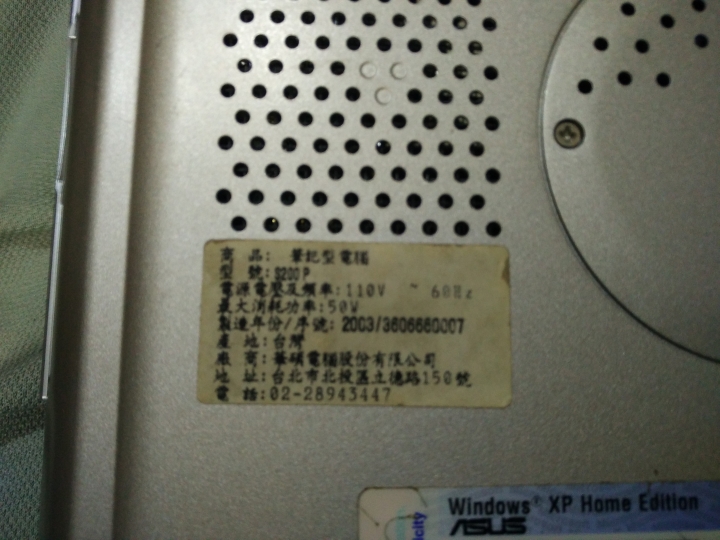 商 品: 筆記型電腦
型 號:S200P
電源電壓及頻率:110V ~ 60Hz
最大消耗功率:50W
製造年份/序號: 2003/3606660007
產 地:台灣
廠 商:華碩電腦股份有限公司
地 址:台北市北投區立德路150號
電 話:02-28943447
Windows® XP Home Edition
ASUS
icity